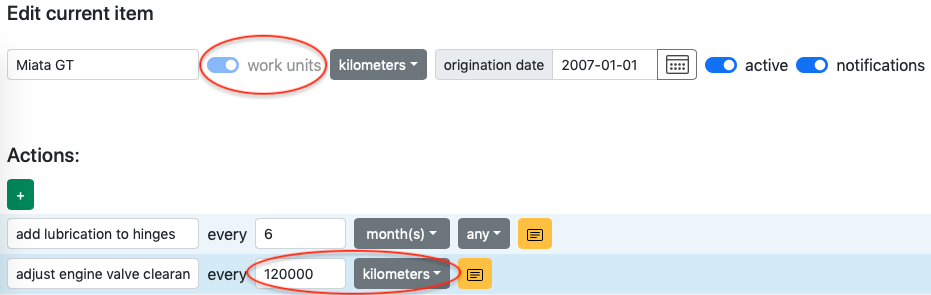 Edit current item
Miata GT work units kilometers origination date 2007-01-01 active notifications
Actions:
+
add lubrication to hinges every 6 month(s) any
adjust engine valve clearan every 120000 kilometers